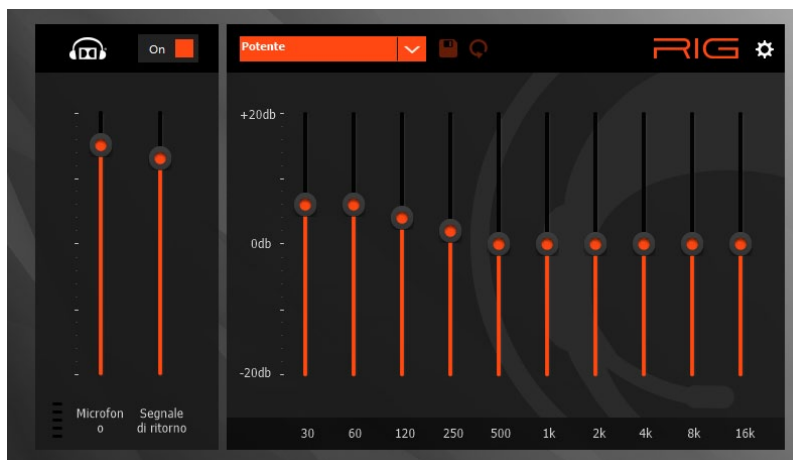 On
Potente
RIG
+20db
0db
-20db
Microfon
o
Segnale
di ritorno
30 60 120 250 500 1k 2k 4k 8k 16k